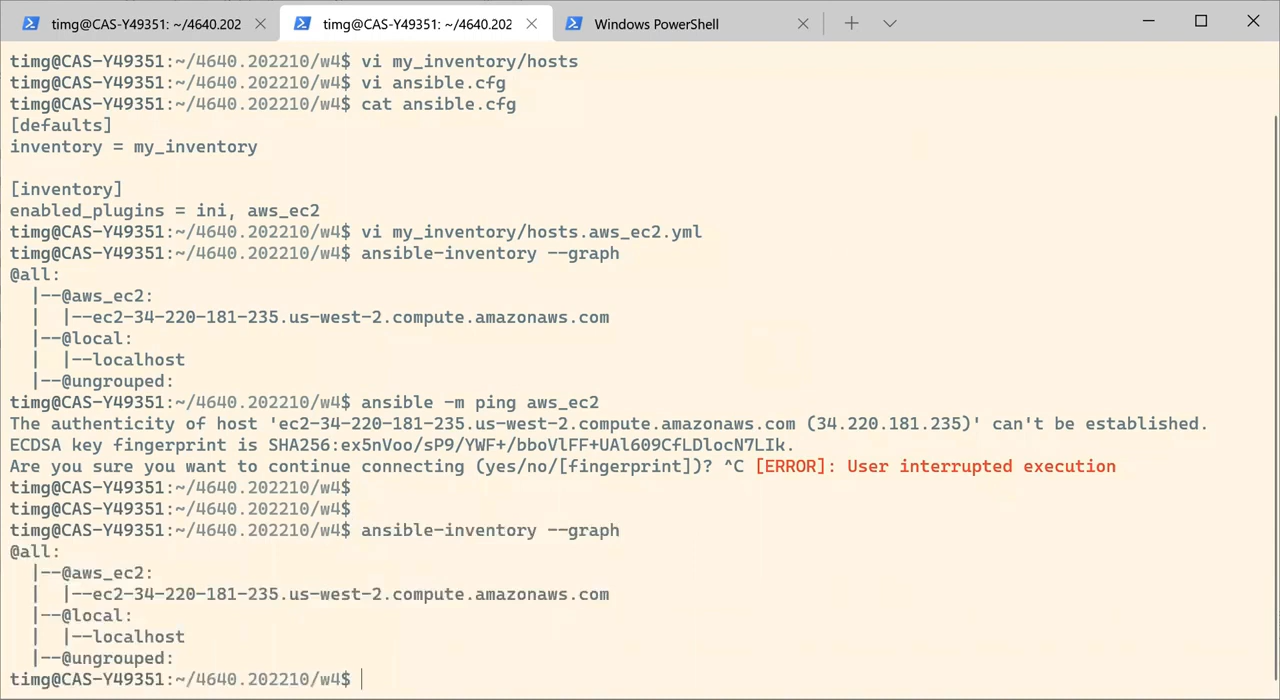 timg@CAS-Y49351: ~/4640.202
timg@CAS-Y49351: ~/4640.202
Windows PowerShell
timg@CAS-Y49351:~/4640.202210/w4$ vi my_inventory/hosts
timg@CAS-Y49351:~/4640.202210/w4$ vi ansible.cfg
timg@CAS-Y49351:~/4640.202210/w4$ cat ansible.cfg
[defaults]
inventory = my_inventory
[inventory]
enabled_plugins = ini, aws_ec2
timg@CAS-Y49351:~/4640.202210/w4$ vi my_inventory/hosts.aws_ec2.yml
timg@CAS-Y49351:~/4640.202210/w4$ ansible-inventory --graph
@all:
  |--@aws_ec2:
  |  |--ec2-34-220-181-235.us-west-2.compute.amazonaws.com
  |--@local:
  |  |--localhost
  |--@ungrouped:
timg@CAS-Y49351:~/4640.202210/w4$ ansible -m ping aws_ec2
The authenticity of host 'ec2-34-220-181-235.us-west-2.compute.amazonaws.com (34.220.181.235)' can't be established.
ECDSA key fingerprint is SHA256:ex5nVoo/sP9/YWF+/bboVlFF+UAl609CfLDlocN7LIk.
Are you sure you want to continue connecting (yes/no/[fingerprint])? ^C [ERROR]: User interrupted execution
timg@CAS-Y49351:~/4640.202210/w4$
timg@CAS-Y49351:~/4640.202210/w4$
timg@CAS-Y49351:~/4640.202210/w4$ ansible-inventory --graph
@all:
  |--@aws_ec2:
  |  |--ec2-34-220-181-235.us-west-2.compute.amazonaws.com
  |--@local:
  |  |--localhost
  |--@ungrouped:
timg@CAS-Y49351:~/4640.202210/w4$